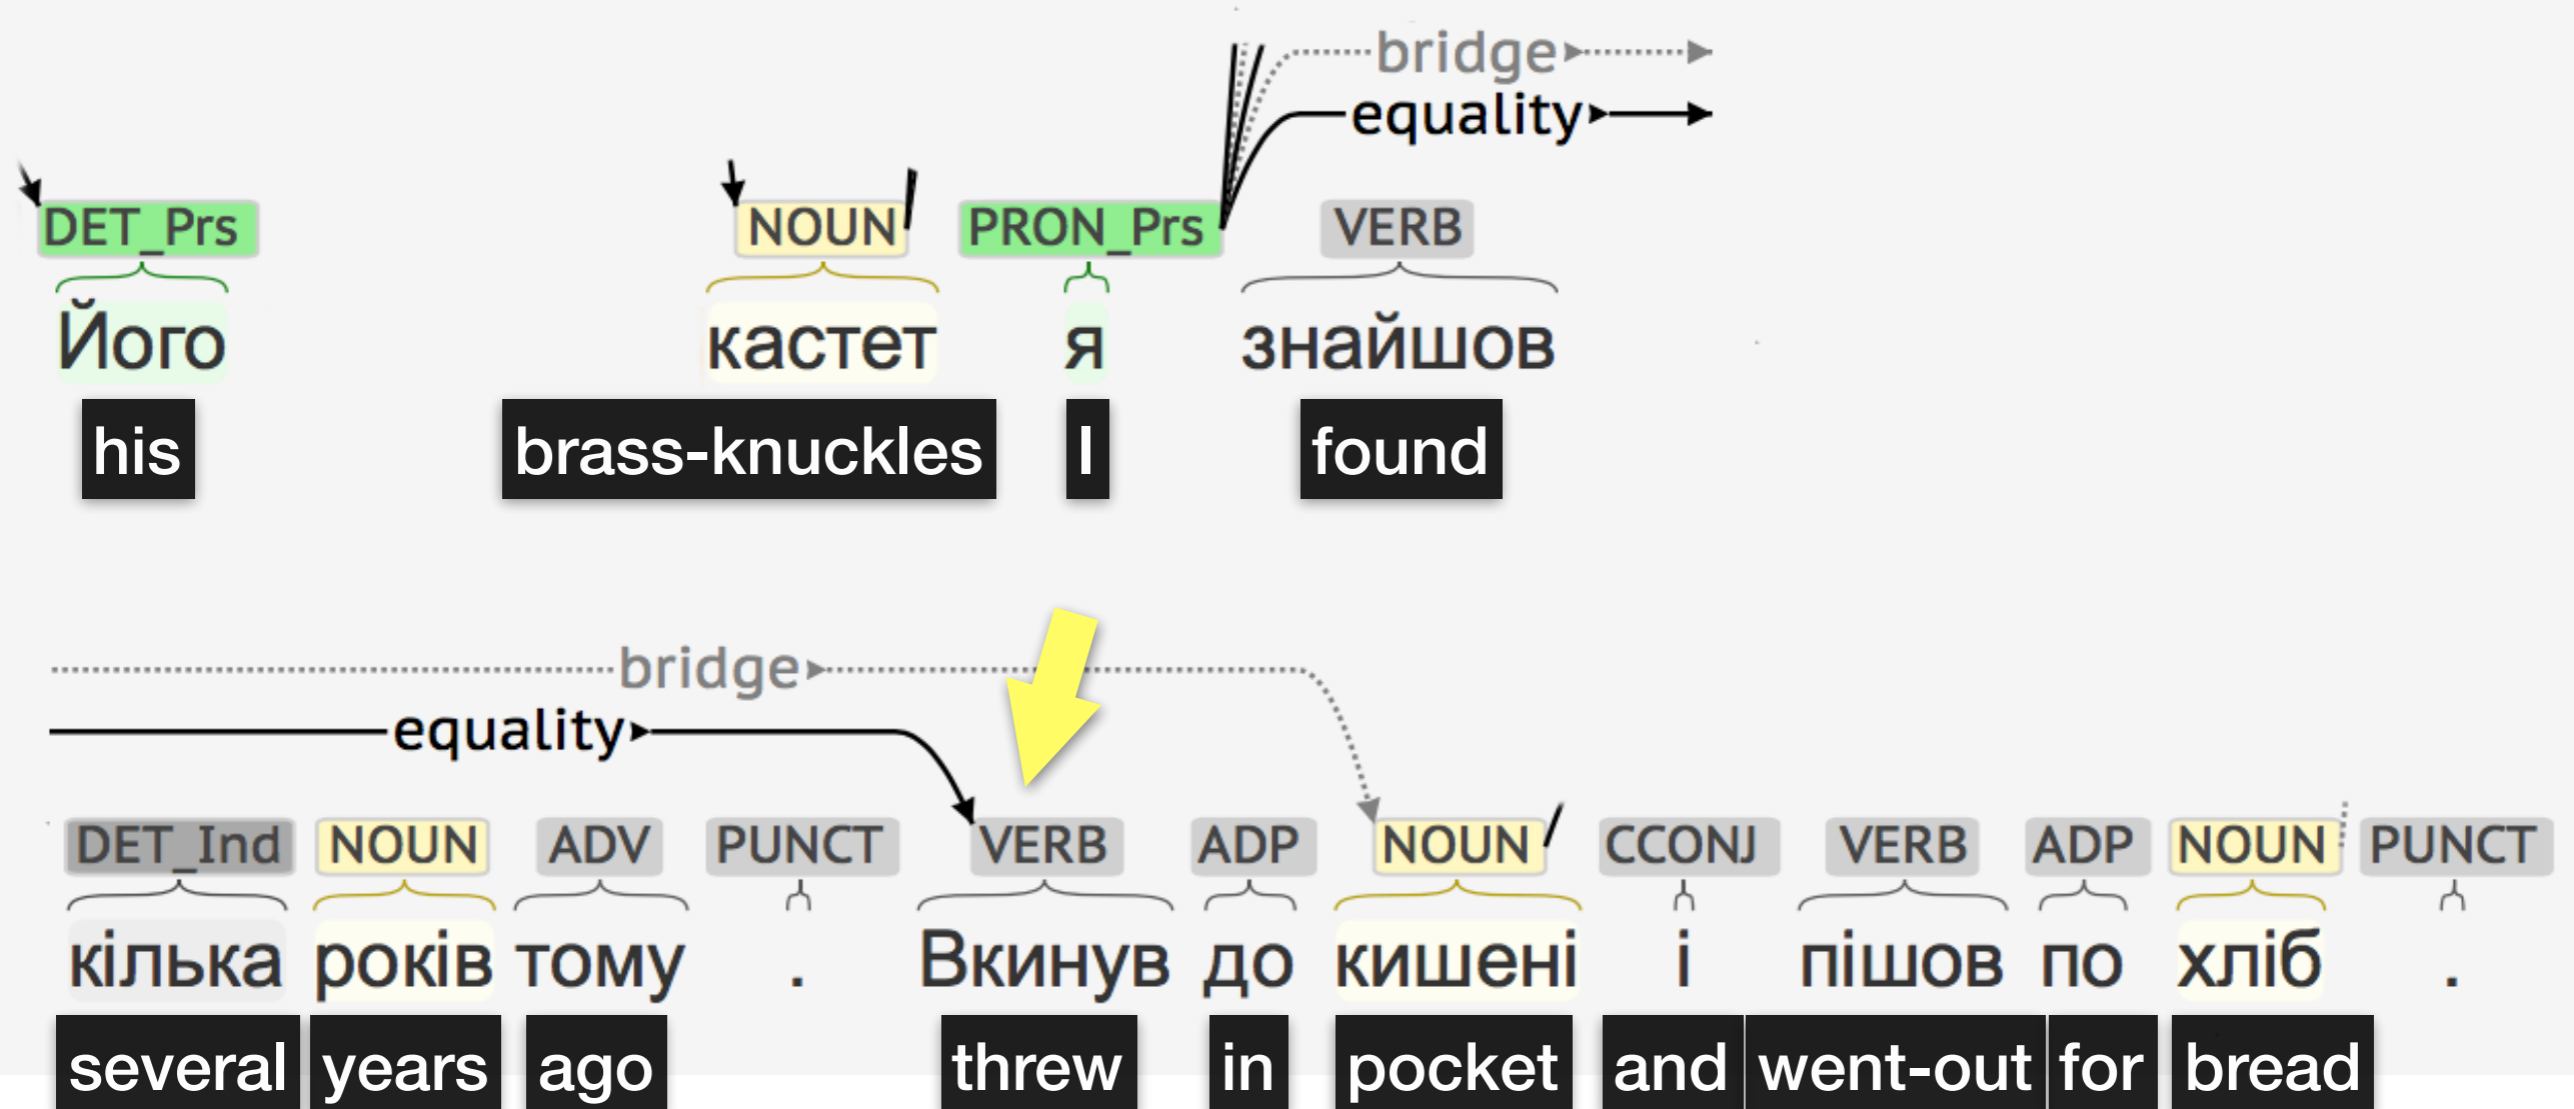 bridge
equality
DET_Prs NOUN PRON_Prs VERB
Його кастет я знайшов
his brass-knuckles I found
bridge
equality
DET_Ind NOUN ADV PUNCT VERB ADP NOUN CCONJ VERB ADP NOUN PUNCT
кілька років тому . Вкинув до кишені і пішов по хліб .
several years ago threw in pocket and went-out for bread